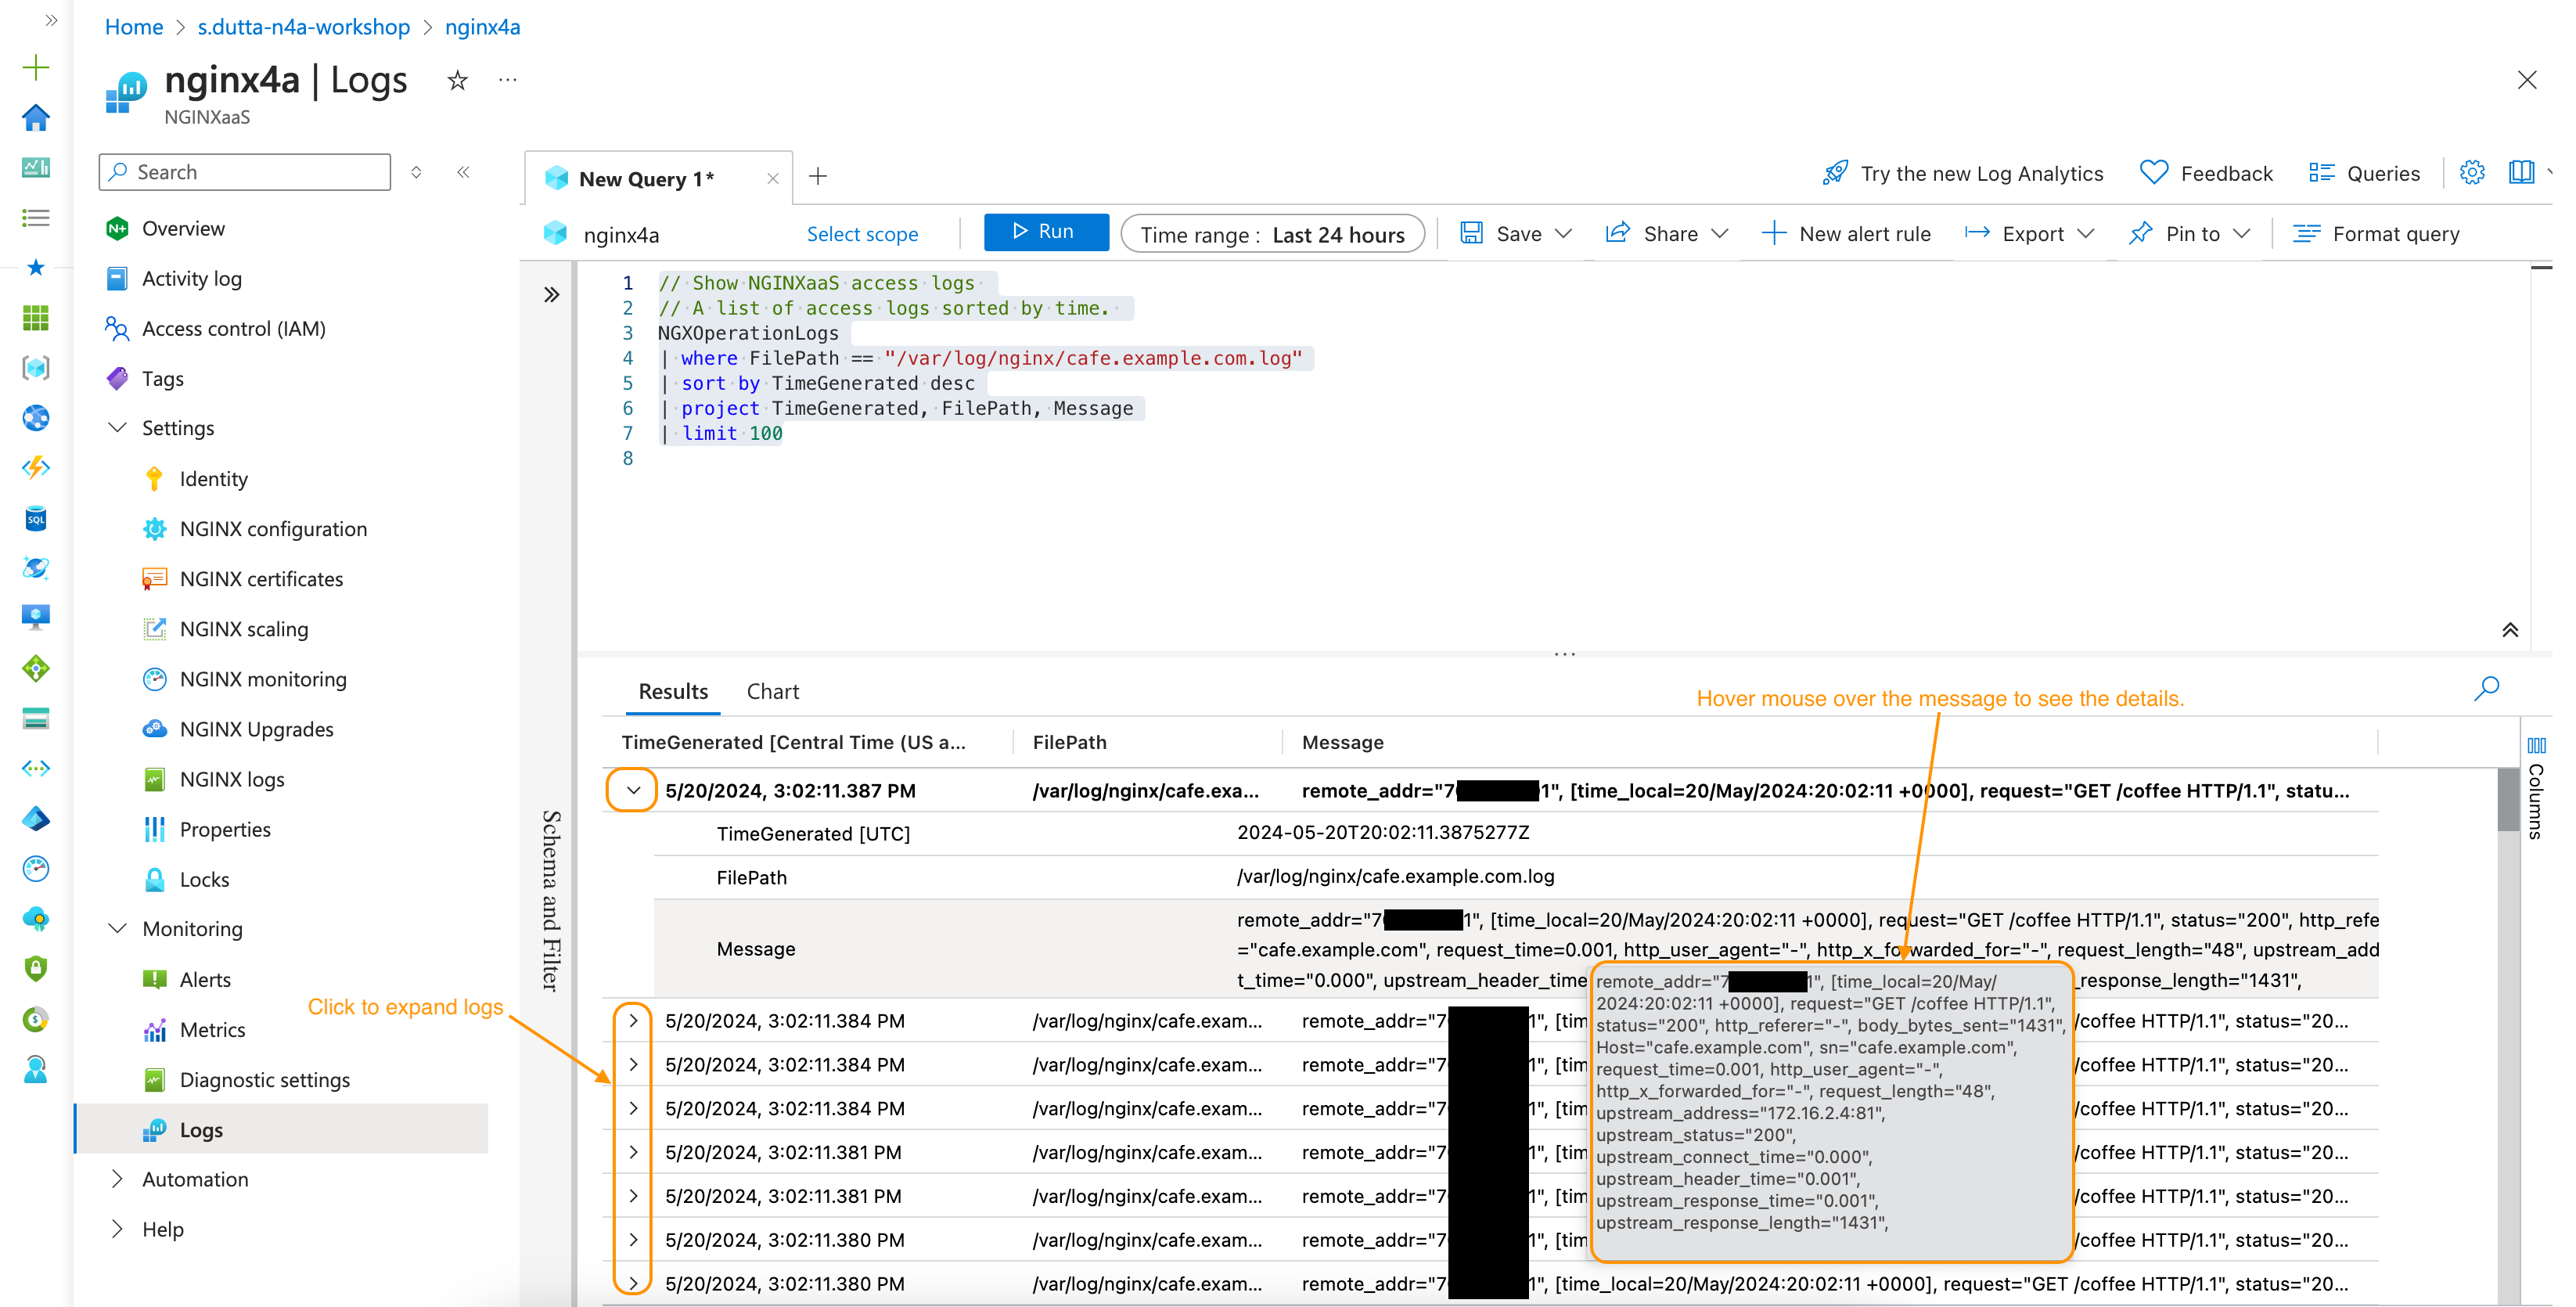 Home > s.dutta-n4a-workshop > nginx4a
nginx4a | Logs
NGINXaaS
Search
Overview
Activity log
Access control (IAM)
Tags
Settings
Identity
NGINX configuration
NGINX certificates
NGINX scaling
NGINX monitoring
NGINX Upgrades
NGINX logs
Properties
Locks
Monitoring
Alerts
Metrics
Diagnostic settings
Logs
Automation
Help
SQL
N+
New Query 1*
Try the new Log Analytics
Feedback
Queries
nginx4a
Select scope
Run
Time range : Last 24 hours
Save
Share
New alert rule
Export
Pin to
Format query
Schema and Filter
1 // Show NGINXaaS access logs
2 // A list of access logs sorted by time.
3 NGXOperationLogs
4 | where FilePath == "/var/log/nginx/cafe.example.com.log"
5 | sort by TimeGenerated desc
6 | project TimeGenerated, FilePath, Message
7 | limit 100
8
Results Chart
Hover mouse over the message to see the details.
Click to expand logs
Columns
TimeGenerated [Central Time (US a... FilePath Message
5/20/2024, 3:02:11.387 PM /var/log/nginx/cafe.exa... remote_addr="7 1", [time_local=20/May/2024:20:02:11 +0000], request="GET /coffee HTTP/1.1", statu...
TimeGenerated [UTC] 2024-05-20T20:02:11.3875277Z
FilePath /var/log/nginx/cafe.example.com.log
Message
remote_addr="7 1", [time_local=20/May/2024:20:02:11 +0000], request="GET /coffee HTTP/1.1", status="200", http_refe
="cafe.example.com", request_time=0.001, http_user_agent="-", http_x_forwarded_for="-", request_length="48", upstream_add
t_time="0.000", upstream_header_time _response_length="1431",
remote_addr="7 1", [time_local=20/May/
2024:20:02:11 +0000], request="GET /coffee HTTP/1.1",
status="200", http_referer="-", body_bytes_sent="1431",
Host="cafe.example.com", sn="cafe.example.com",
request_time=0.001, http_user_agent="-",
http_x_forwarded_for="-", request_length="48",
upstream_address="172.16.2.4:81",
upstream_status="200",
upstream_connect_time="0.000",
upstream_header_time="0.001",
upstream_response_time="0.001",
upstream_response_length="1431",
5/20/2024, 3:02:11.384 PM /var/log/nginx/cafe.exam... remote_addr="7 1", [tim /coffee HTTP/1.1", status="20...
5/20/2024, 3:02:11.384 PM /var/log/nginx/cafe.exam... remote_addr="7 1", [tim /coffee HTTP/1.1", status="20...
5/20/2024, 3:02:11.384 PM /var/log/nginx/cafe.exam... remote_addr="7 1", [tim /coffee HTTP/1.1", status="20...
5/20/2024, 3:02:11.381 PM /var/log/nginx/cafe.exam... remote_addr="7 1", [tim /coffee HTTP/1.1", status="20...
5/20/2024, 3:02:11.381 PM /var/log/nginx/cafe.exam... remote_addr="7 1", [tim /coffee HTTP/1.1", status="20...
5/20/2024, 3:02:11.380 PM /var/log/nginx/cafe.exam... remote_addr="7 1", [tim /coffee HTTP/1.1", status="20...
5/20/2024, 3:02:11.380 PM /var/log/nginx/cafe.exam... remote_addr="7 1", [time_local=20/May/2024:20:02:11 +0000], request="GET /coffee HTTP/1.1", status="20...